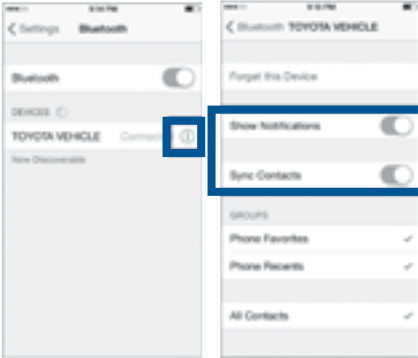 Settings Bluetooth
Bluetooth
DEVICES
TOYOTA VEHICLE Connected
Now Discoverable
Bluetooth TOYOTA VEHICLE
Forget this Device
Show Notifications
Sync Contacts
GROUPS
Phone Favorites
Phone Recents
All Contacts